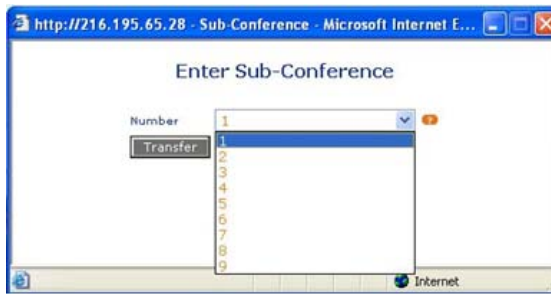 http://216.195.65.28 - Sub-Conference - Microsoft Internet E...
Enter Sub-Conference
Number 1 ?
Transfer
1
2
3
4
5
6
7
8
9
Internet